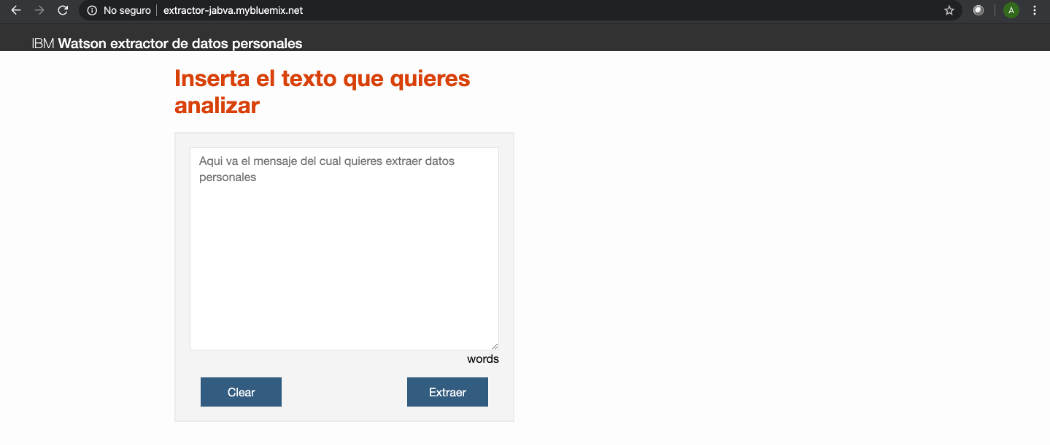 No seguro extractor-jabva.mybluemix.net A
IBM Watson extractor de datos personales
Inserta el texto que quieres
analizar
Aqui va el mensaje del cual quieres extraer datos
personales
words
Clear Extraer